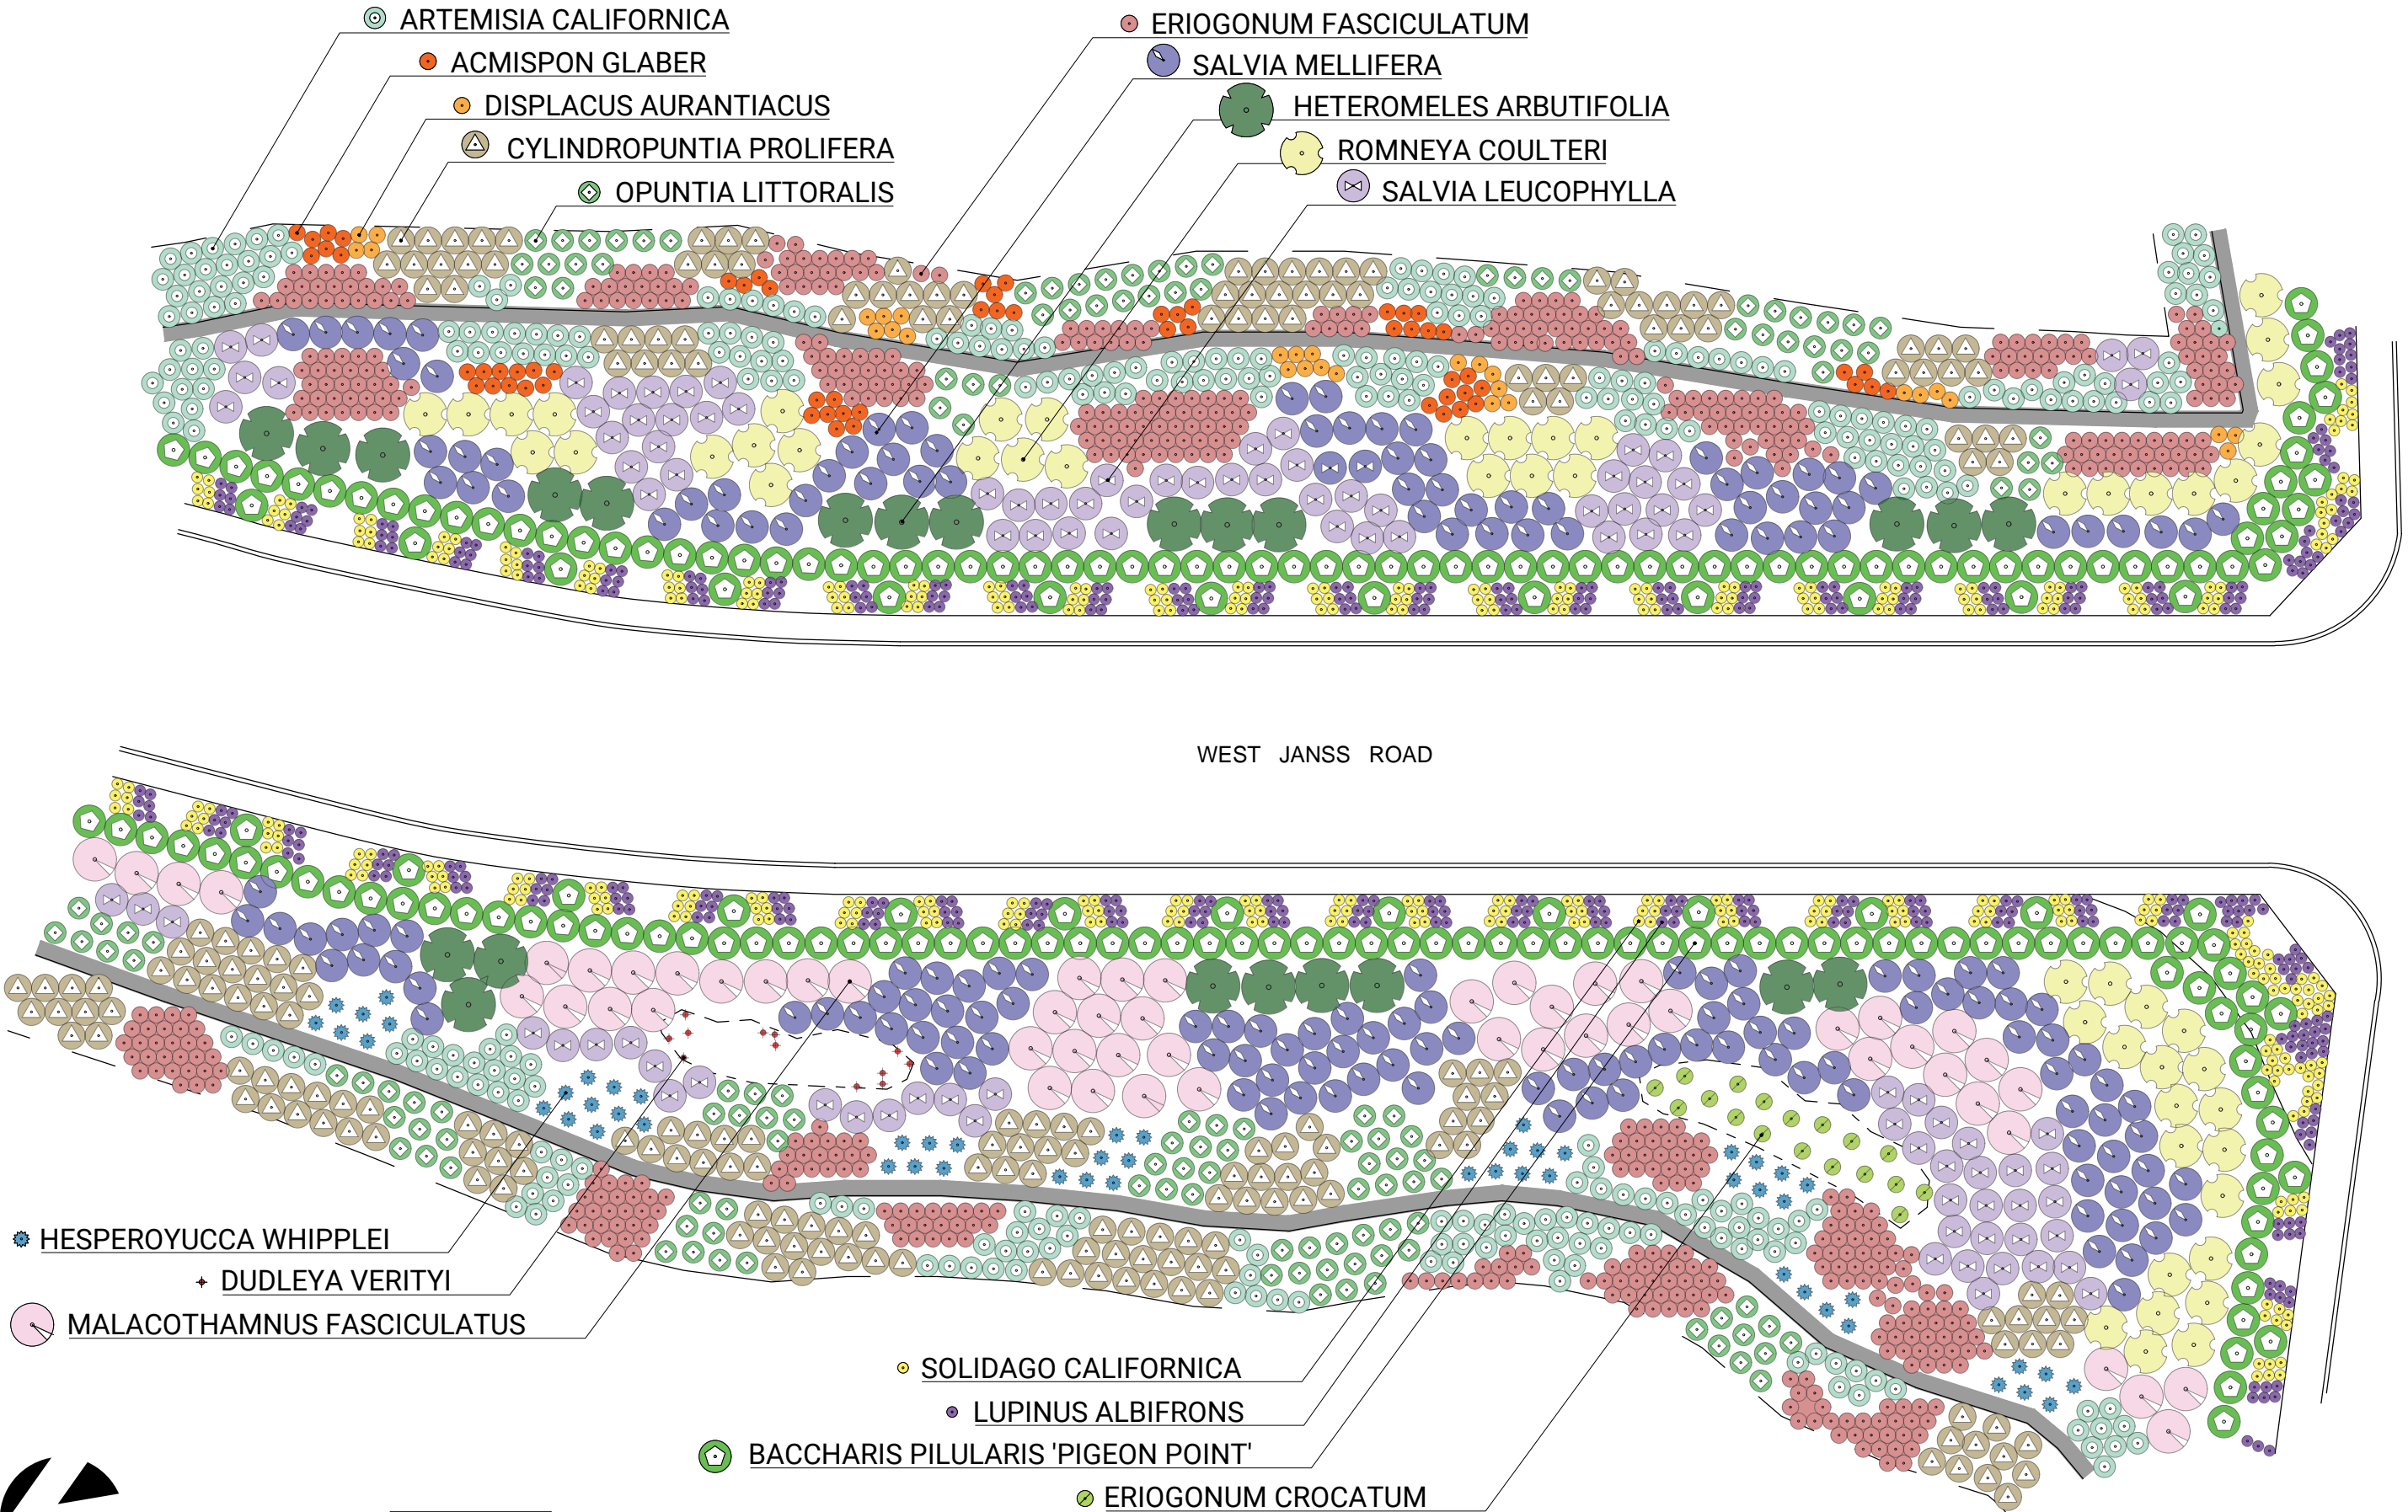 ARTEMISIA CALIFORNICA
ACMISPON GLABER
DISPLACUS AURANTIACUS
CYLINDROPUNTIA PROLIFERA
OPUNTIA LITTORALIS
ERIOGONUM FASCICULATUM
SALVIA MELLIFERA
HETEROMELES ARBUTIFOLIA
ROMNEYA COULTERI
SALVIA LEUCOPHYLLA
WEST JANSS ROAD
HESPEROYUCCA WHIPPLEI
DUDLEYA VERITYI
MALACOTHAMNUS FASCICULATUS
SOLIDAGO CALIFORNICA
LUPINUS ALBIFRONS
BACCHARIS PILULARIS 'PIGEON POINT'
ERIOGONUM CROCATUM